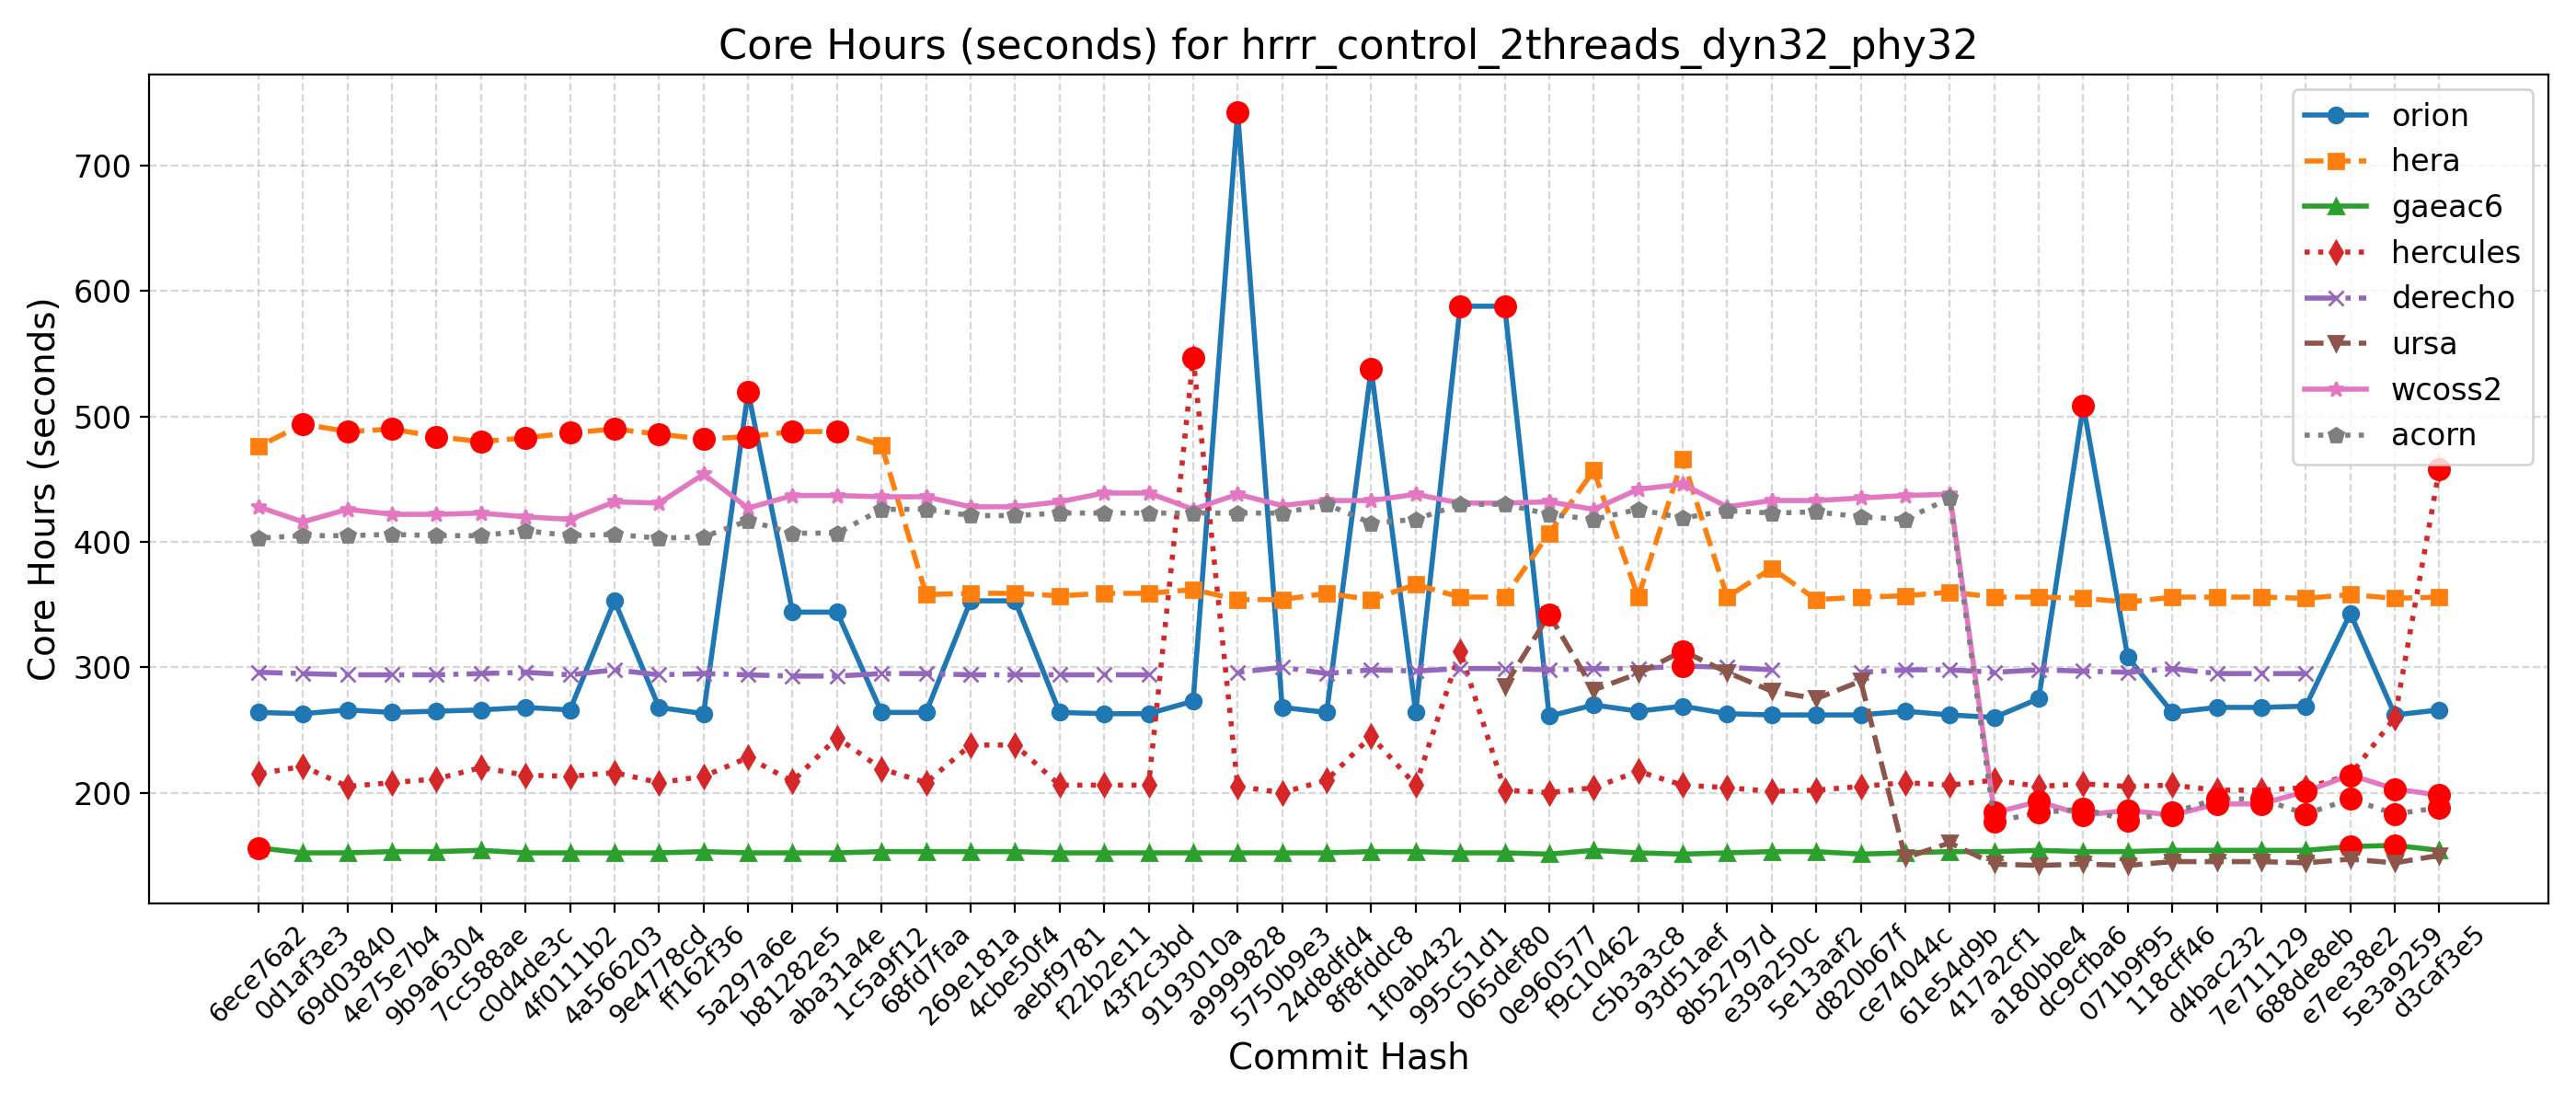 Core Hours (seconds) for hrrr_control_2threads_dyn32_phy32
Core Hours (seconds)
700
600
500
400
300
200
orion
hera
gaeac6
hercules
derecho
ursa
wcoss2
acorn
6ece76a2
0d1af3e3
69d03840
4e75e7b4
9b9a6304
7cc588ae
c0d4de3c
4f0111b2
4a566203
9e4778cd
ff162f36
5a297a6e
b81282e5
aba31a4e
1c5a9f12
68fd7faa
269e181a
4cbe50f4
aebf9781
f22b2e11
43f2c3bd
9193010a
a9999828
5750b9e3
24d8dfd4
8f8fddc8
1f0ab432
995c51d1
065def80
0e960577
f9c10462
c5b3a3c8
93d51aef
8b52797d
e39a250c
5e13aaf2
d820b67f
ce74044c
61e54d9b
417a2cf1
a180bbe4
dc9cfba6
071b9f95
118cff46
d4bac232
7e711129
688de8eb
e7ee38e2
5e3a9259
d3caf3e5
Commit Hash